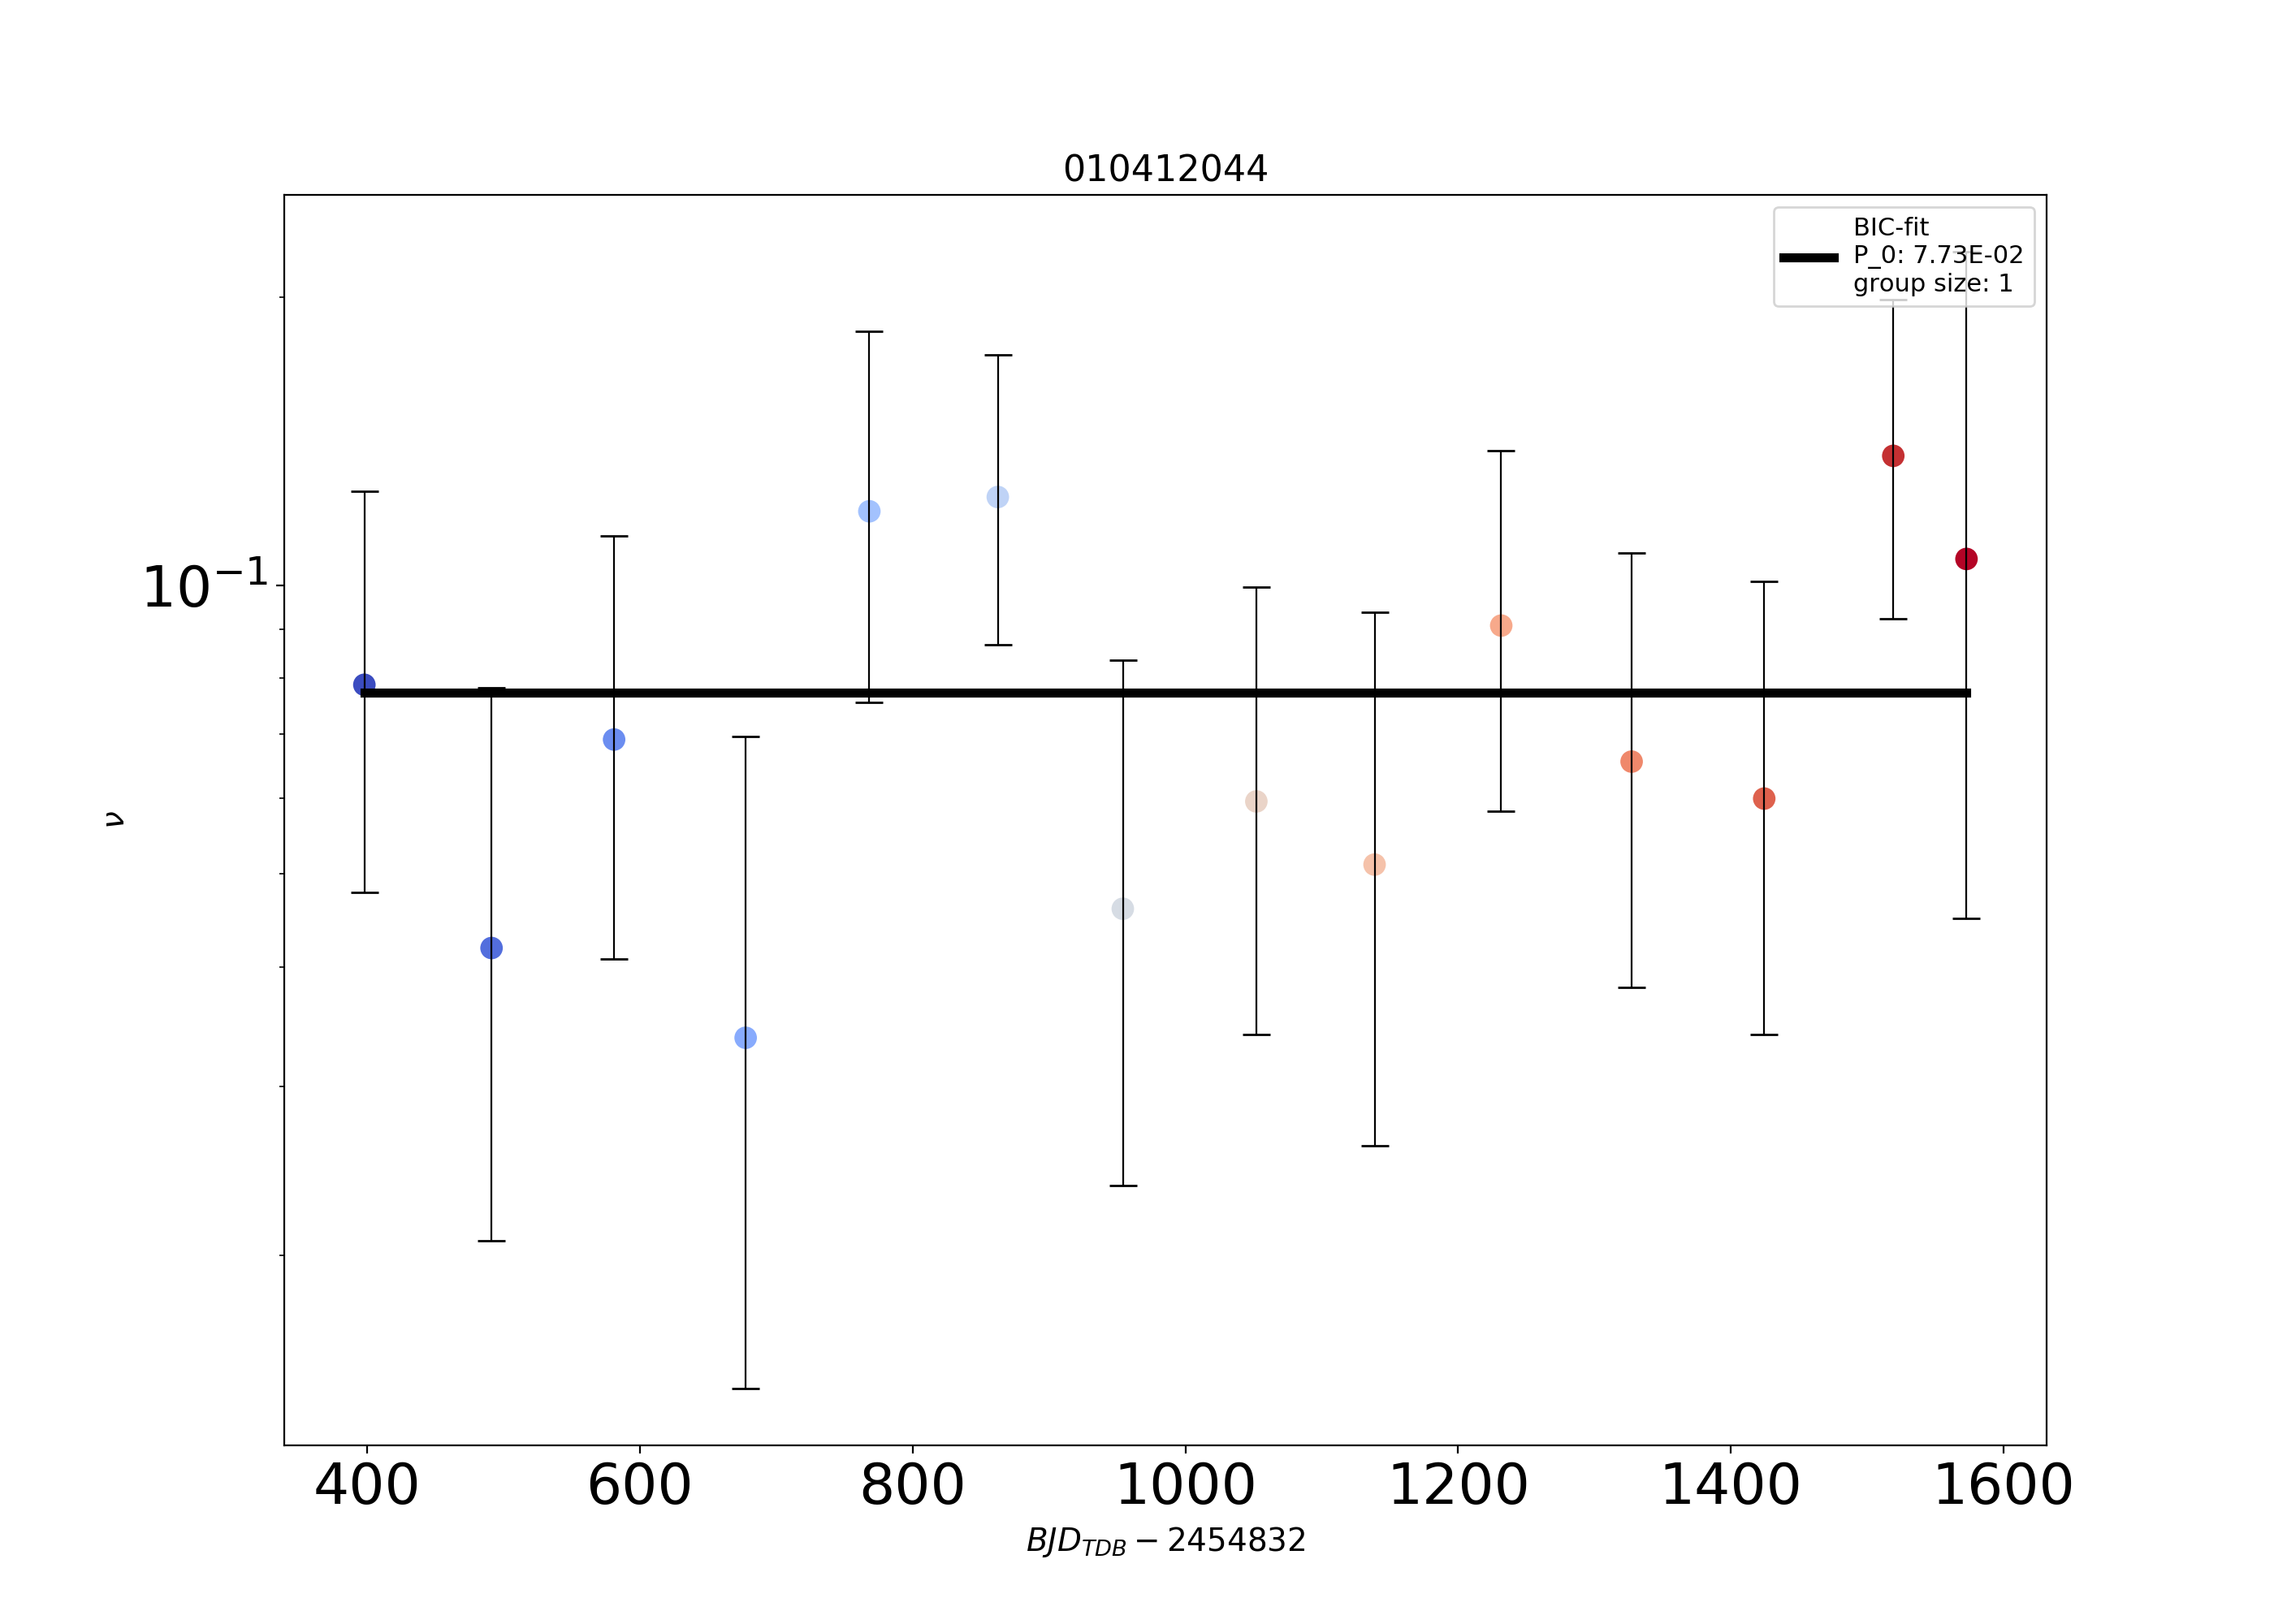 010412044
BIC-fit
P_0: 7.73E-02
group size: 1
10⁻¹
ν
400 600 800 1000 1200 1400 1600
BJD_TDB − 2454832